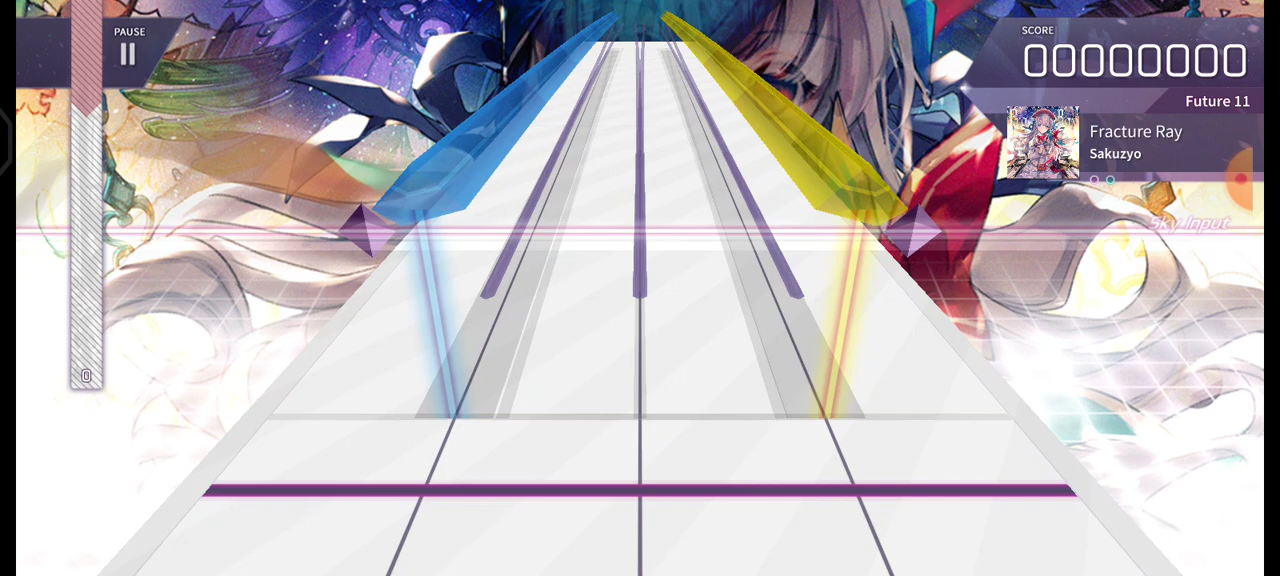 PAUSE
SCORE
00000000
Future 11
Fracture Ray
Sakuzyo
Sky Input
0